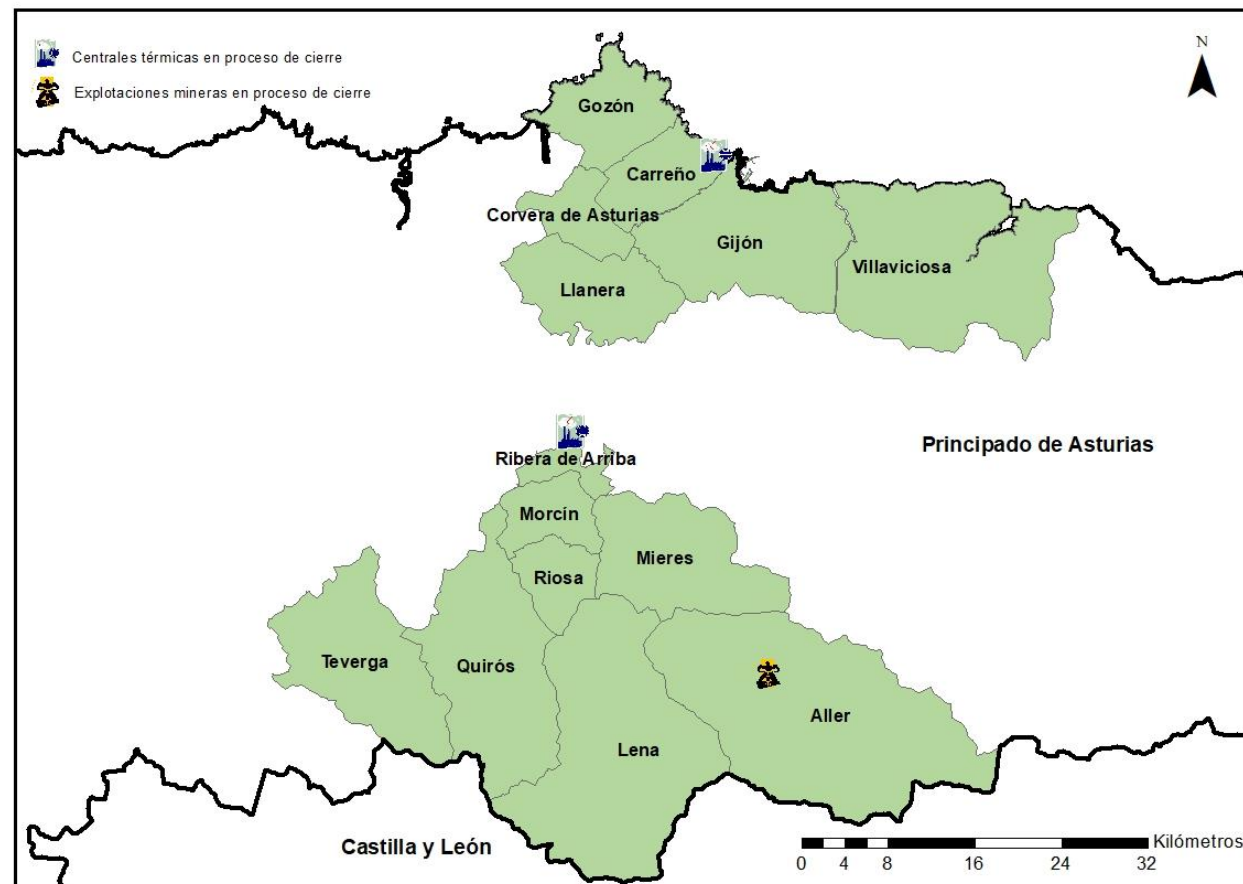 Centrales térmicas en proceso de cierre
Explotaciones mineras en proceso de cierre
N
Gozón
Carreño
Corvera de Asturias
Gijón
Villaviciosa
Llanera
Principado de Asturias
Ribera de Arriba
Morcín
Mieres
Riosa
Teverga
Quirós
Aller
Lena
Castilla y León
Kilómetros
0 4 8 16 24 32